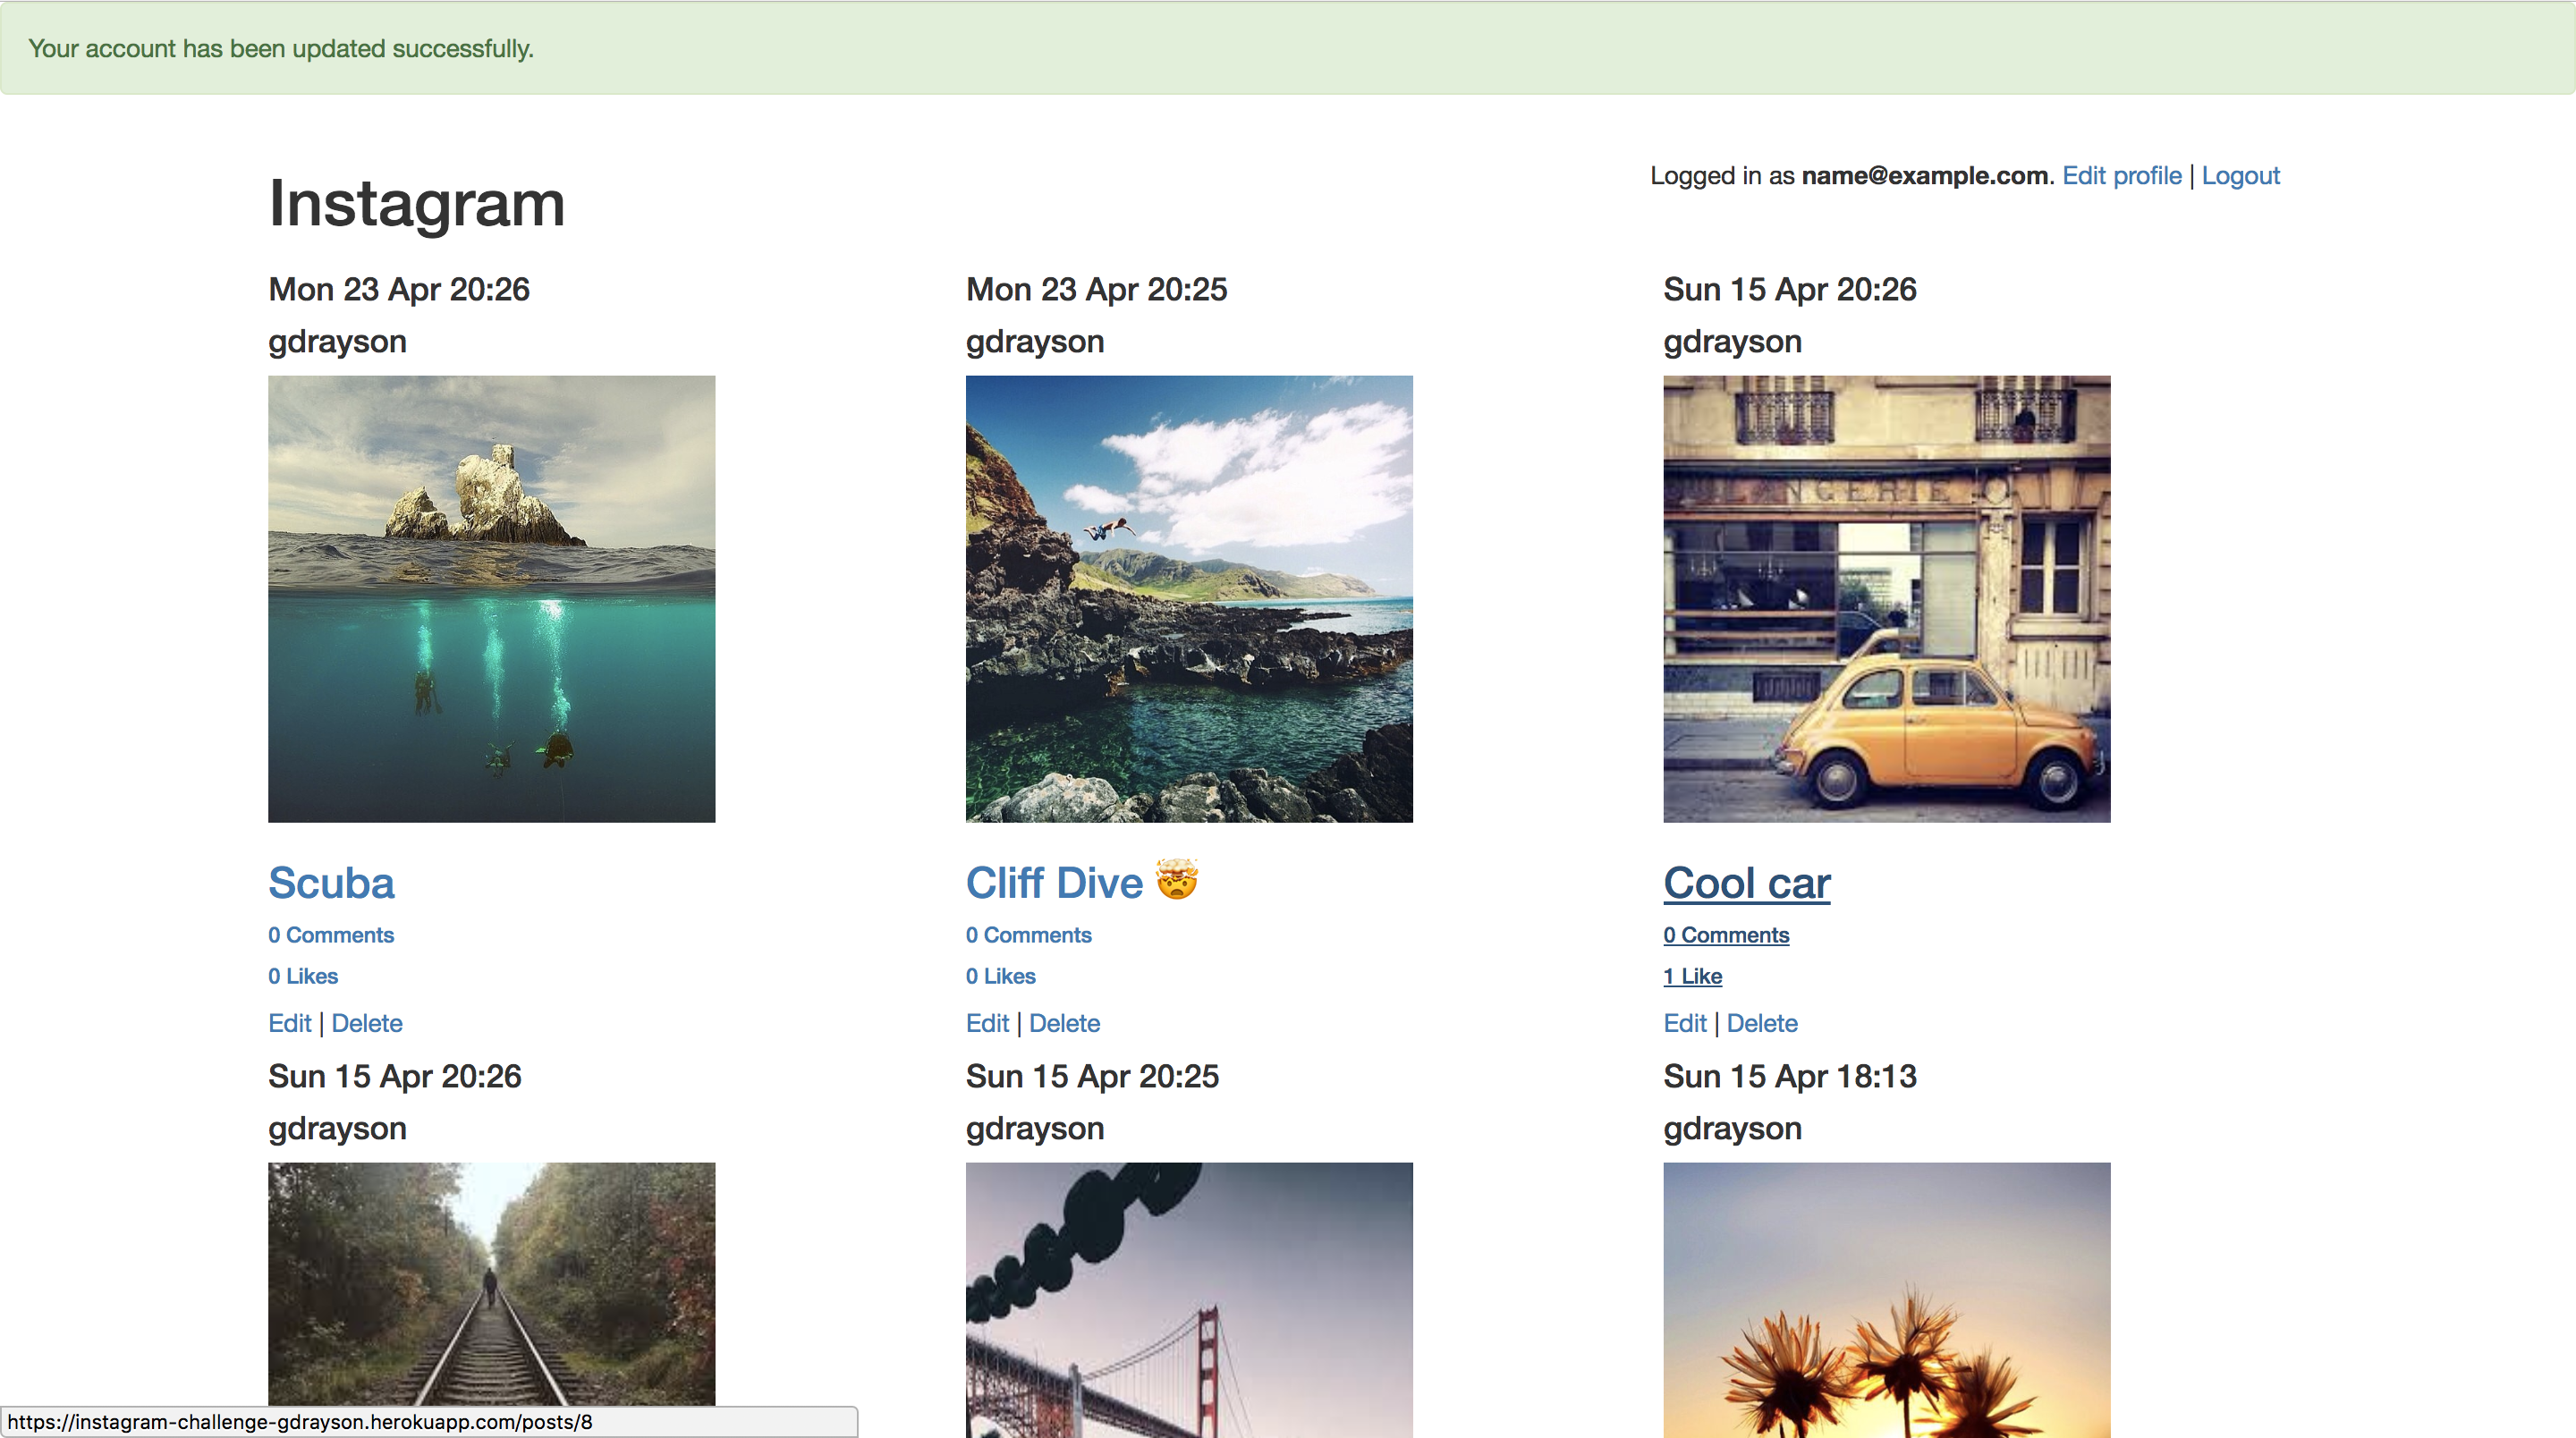 Your account has been updated successfully.
Logged in as name@example.com. Edit profile | Logout
Instagram
Mon 23 Apr 20:26
gdrayson
Scuba
0 Comments
0 Likes
Edit | Delete
Mon 23 Apr 20:25
gdrayson
Cliff Dive 🤯
0 Comments
0 Likes
Edit | Delete
Sun 15 Apr 20:26
gdrayson
Cool car
0 Comments
1 Like
Edit | Delete
Sun 15 Apr 20:26
gdrayson
Sun 15 Apr 20:25
gdrayson
Sun 15 Apr 18:13
gdrayson
https://instagram-challenge-gdrayson.herokuapp.com/posts/8